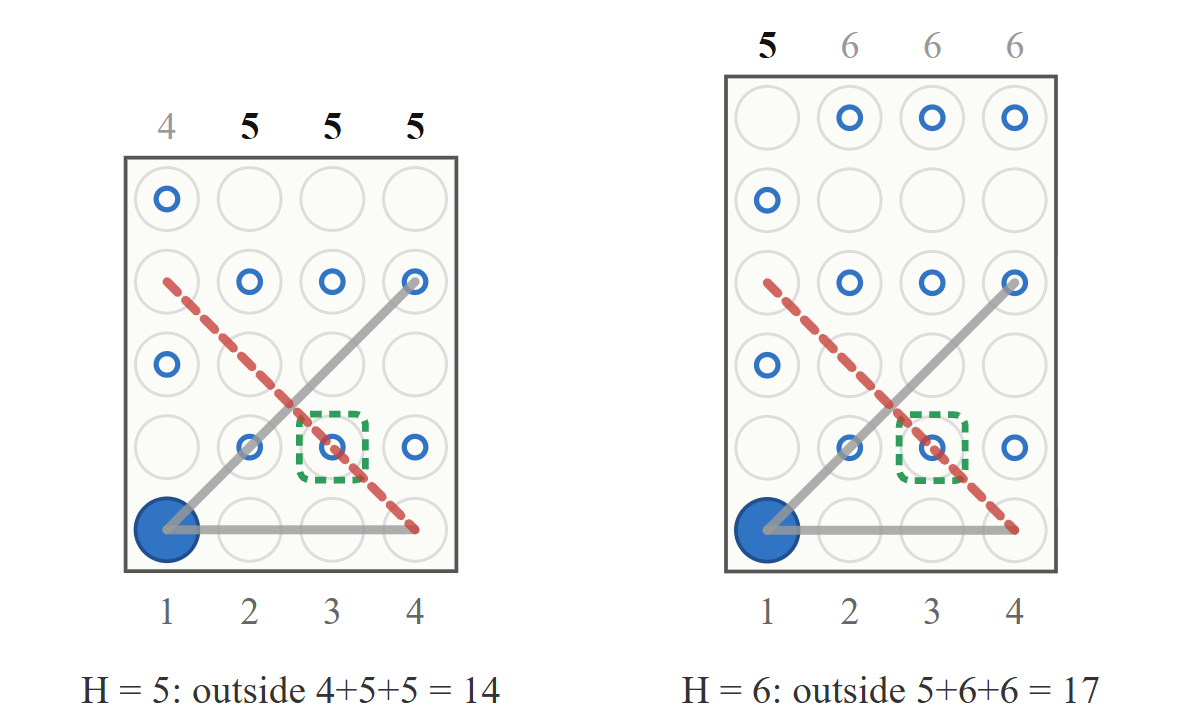 4 5 5 5
1 2 3 4
H = 5: outside 4+5+5 = 14
5 6 6 6
1 2 3 4
H = 6: outside 5+6+6 = 17